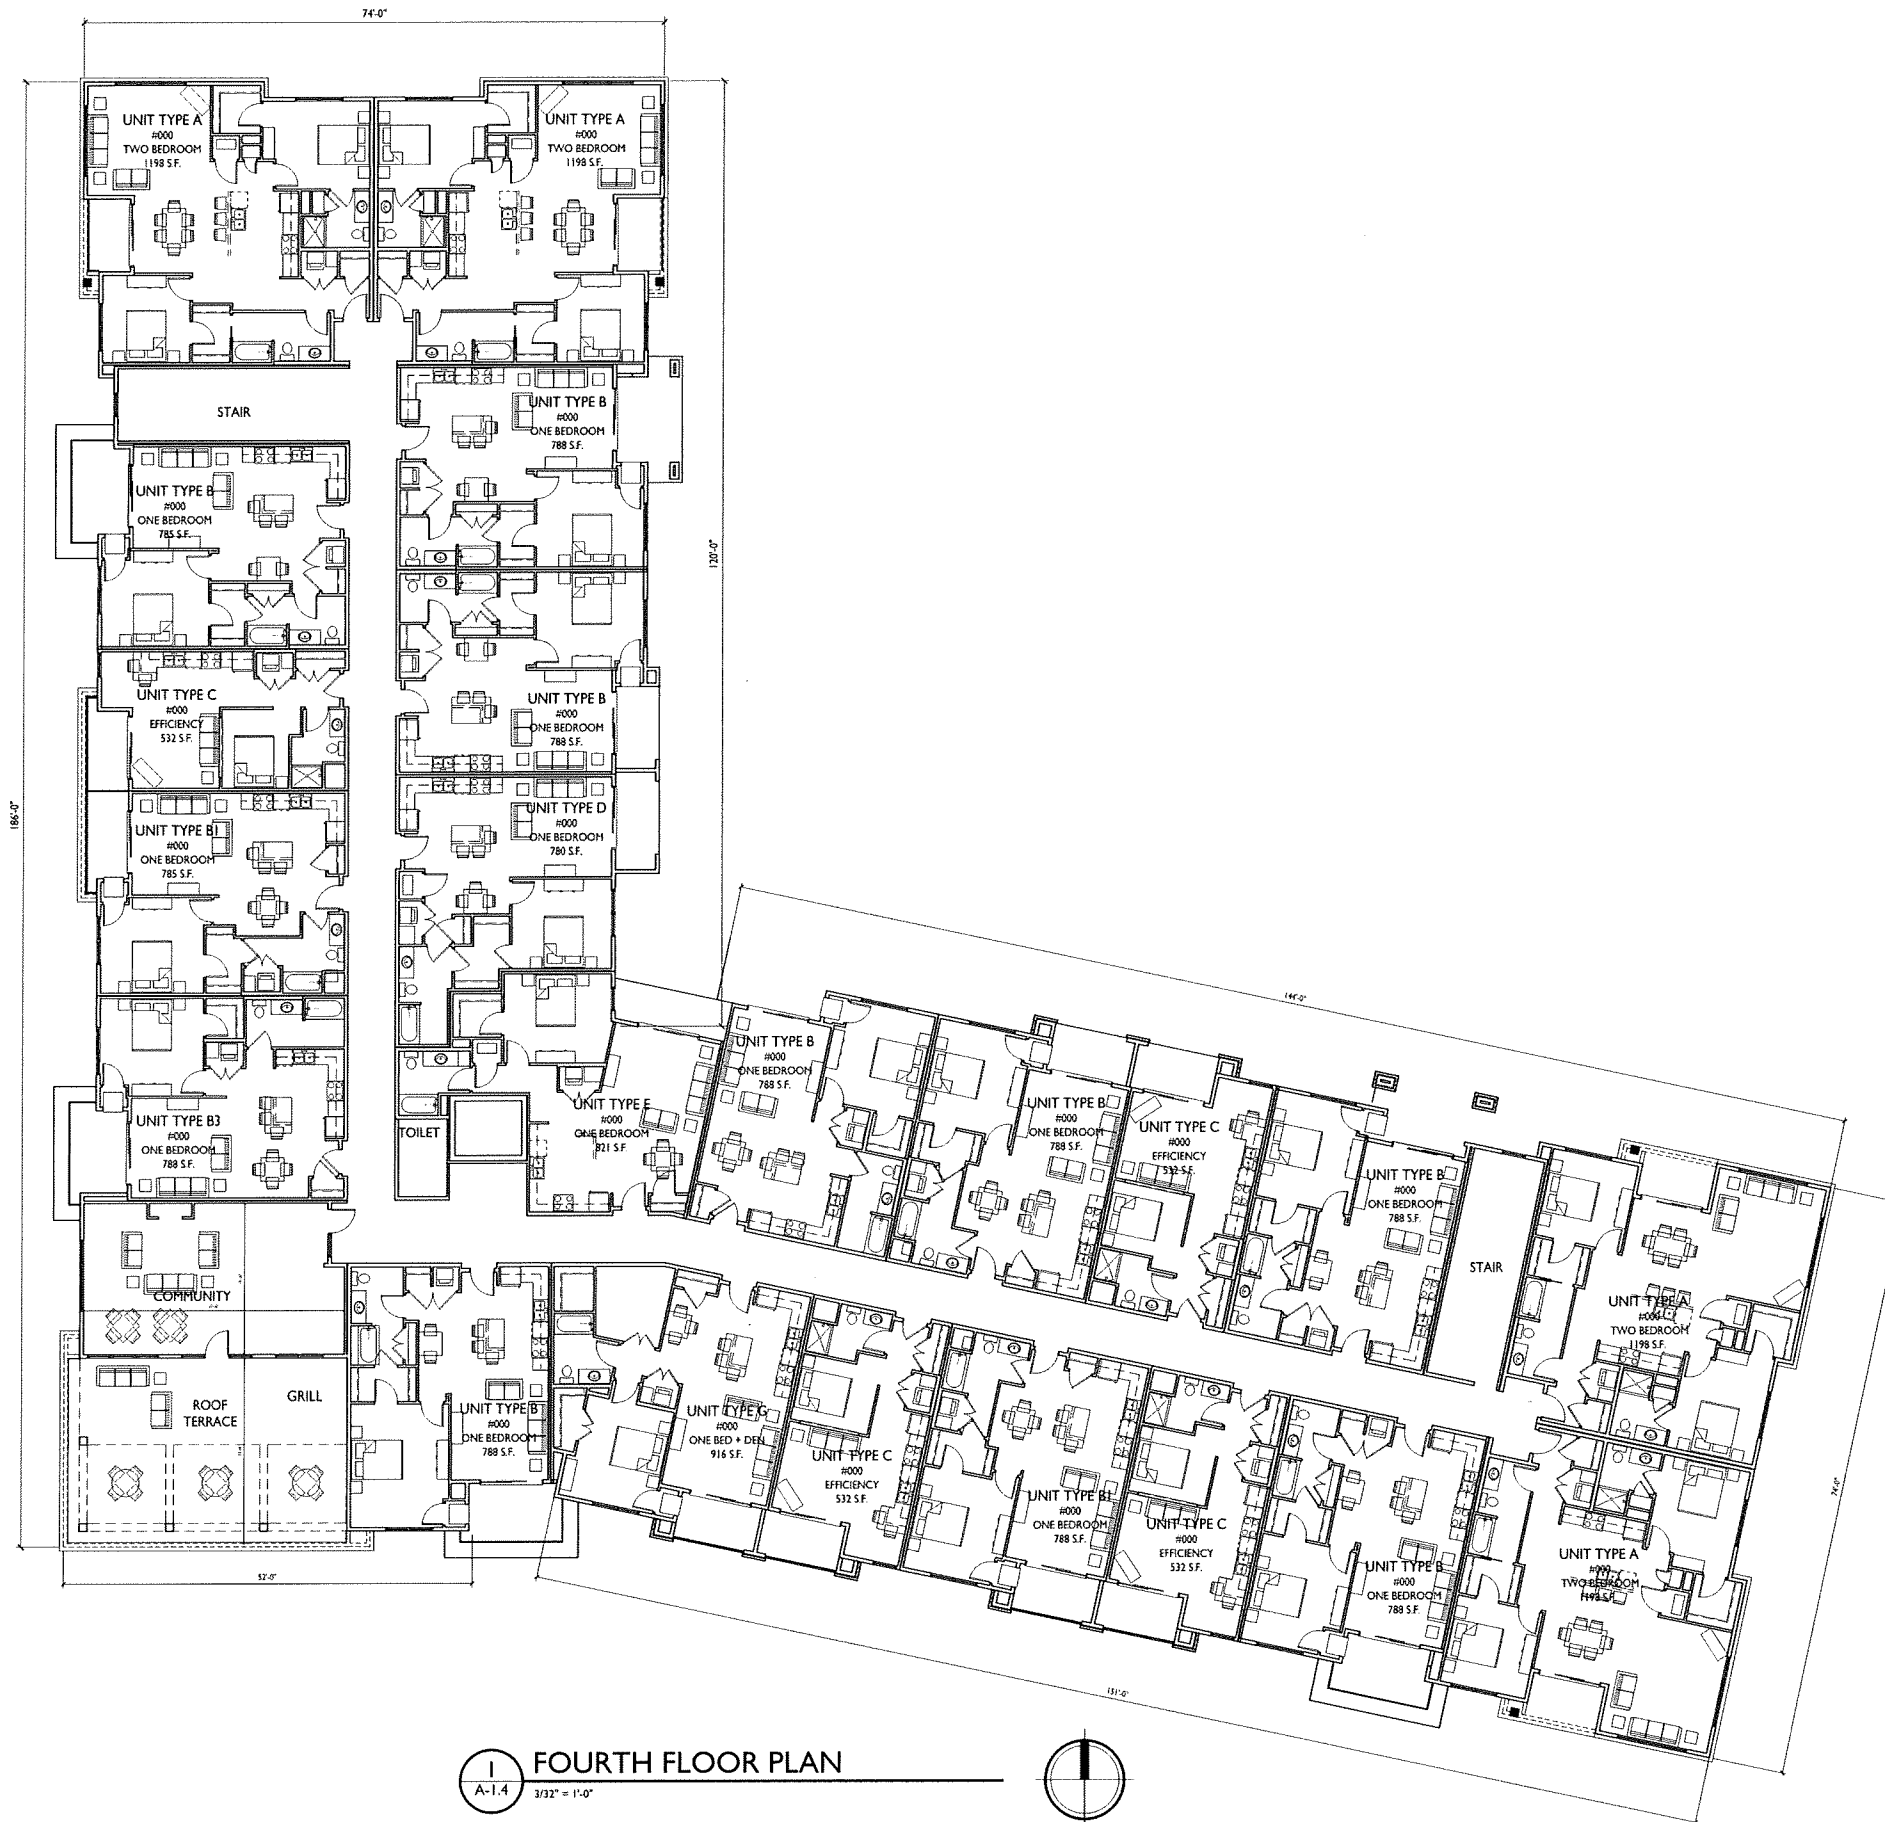 74'-0"
UNIT TYPE A
#000
TWO BEDROOM
1198 S.F.
UNIT TYPE A
#000
TWO BEDROOM
1198 S.F.
STAIR
UNIT TYPE B
#000
ONE BEDROOM
788 S.F.
UNIT TYPE B
#000
ONE BEDROOM
785 S.F.
120'-0"
UNIT TYPE C
#000
EFFICIENCY
532 S.F.
UNIT TYPE B
#000
ONE BEDROOM
788 S.F.
186'-0"
UNIT TYPE B1
#000
ONE BEDROOM
785 S.F.
UNIT TYPE D
#000
ONE BEDROOM
780 S.F.
144'-0"
UNIT TYPE B3
#000
ONE BEDROOM
788 S.F.
TOILET
UNIT TYPE E
#000
ONE BEDROOM
821 S.F.
UNIT TYPE B
#000
ONE BEDROOM
788 S.F.
UNIT TYPE B
#000
ONE BEDROOM
788 S.F.
UNIT TYPE C
#000
EFFICIENCY
532 S.F.
UNIT TYPE B
#000
ONE BEDROOM
788 S.F.
STAIR
UNIT TYPE A
#000
TWO BEDROOM
1198 S.F.
COMMUNITY
ROOF
TERRACE
GRILL
UNIT TYPE B
#000
ONE BEDROOM
788 S.F.
UNIT TYPE G
#000
ONE BED + DEN
916 S.F.
UNIT TYPE C
#000
EFFICIENCY
532 S.F.
UNIT TYPE B1
#000
ONE BEDROOM
788 S.F.
UNIT TYPE C
#000
EFFICIENCY
532 S.F.
UNIT TYPE B
#000
ONE BEDROOM
788 S.F.
UNIT TYPE A
#000
TWO BEDROOM
1198 S.F.
74'-0"
52'-0"
151'-0"
1
A-1.4
FOURTH FLOOR PLAN
3/32" = 1'-0"